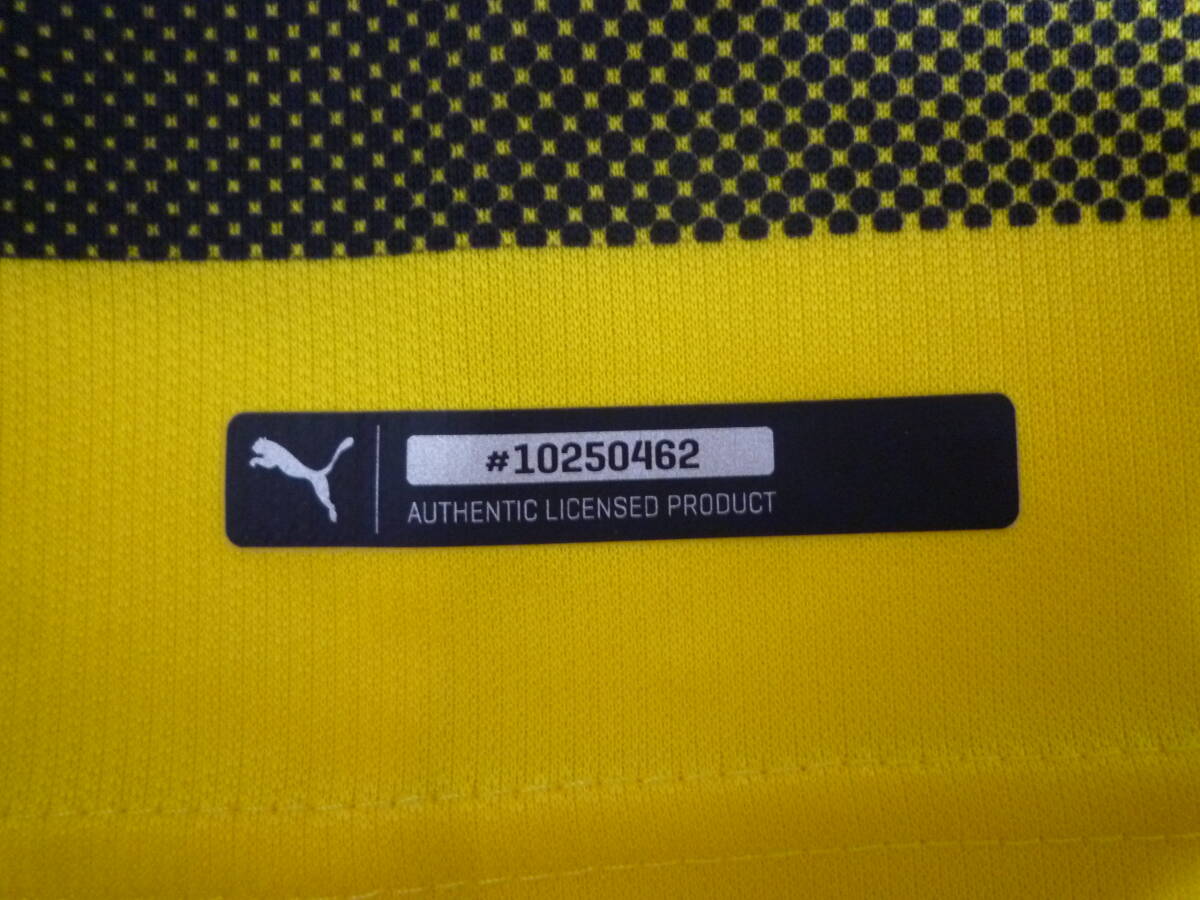 #10250462
AUTHENTIC LICENSED PRODUCT